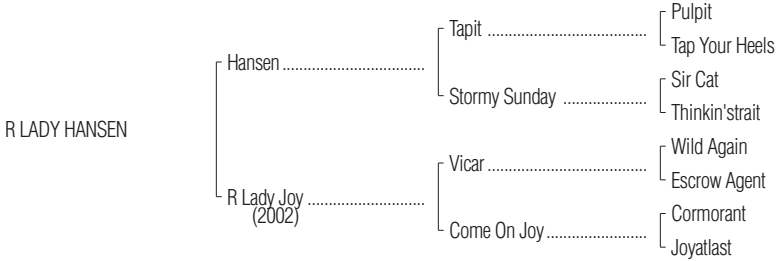 Pulpit
Tapit ........................................
Tap Your Heels
Hansen ....................................
Sir Cat
Stormy Sunday .....................
Thinkin'strait
R LADY HANSEN
Wild Again
Vicar ........................................
Escrow Agent
R Lady Joy ..............................
(2002)
Cormorant
Come On Joy .........................
Joyatlast